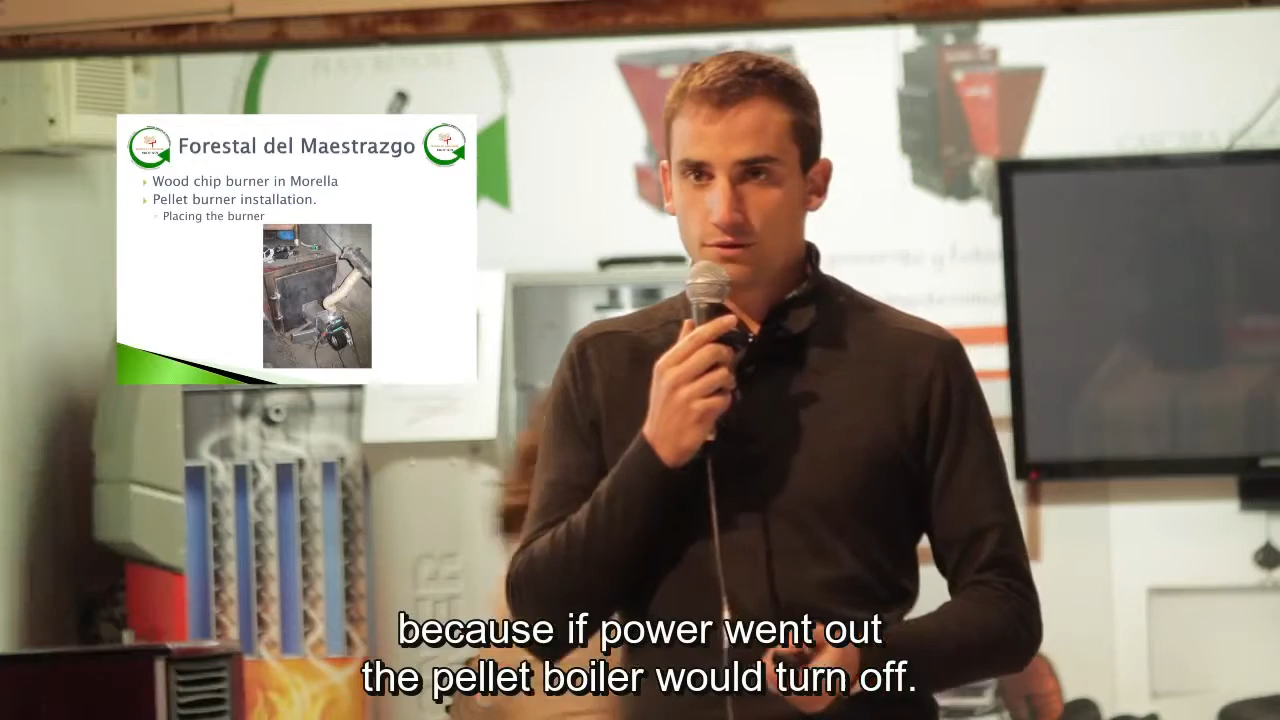 Forestal del Maestrazgo
Wood chip burner in Morella
Pellet burner installation.
Placing the burner
because if power went out
the pellet boiler would turn off.